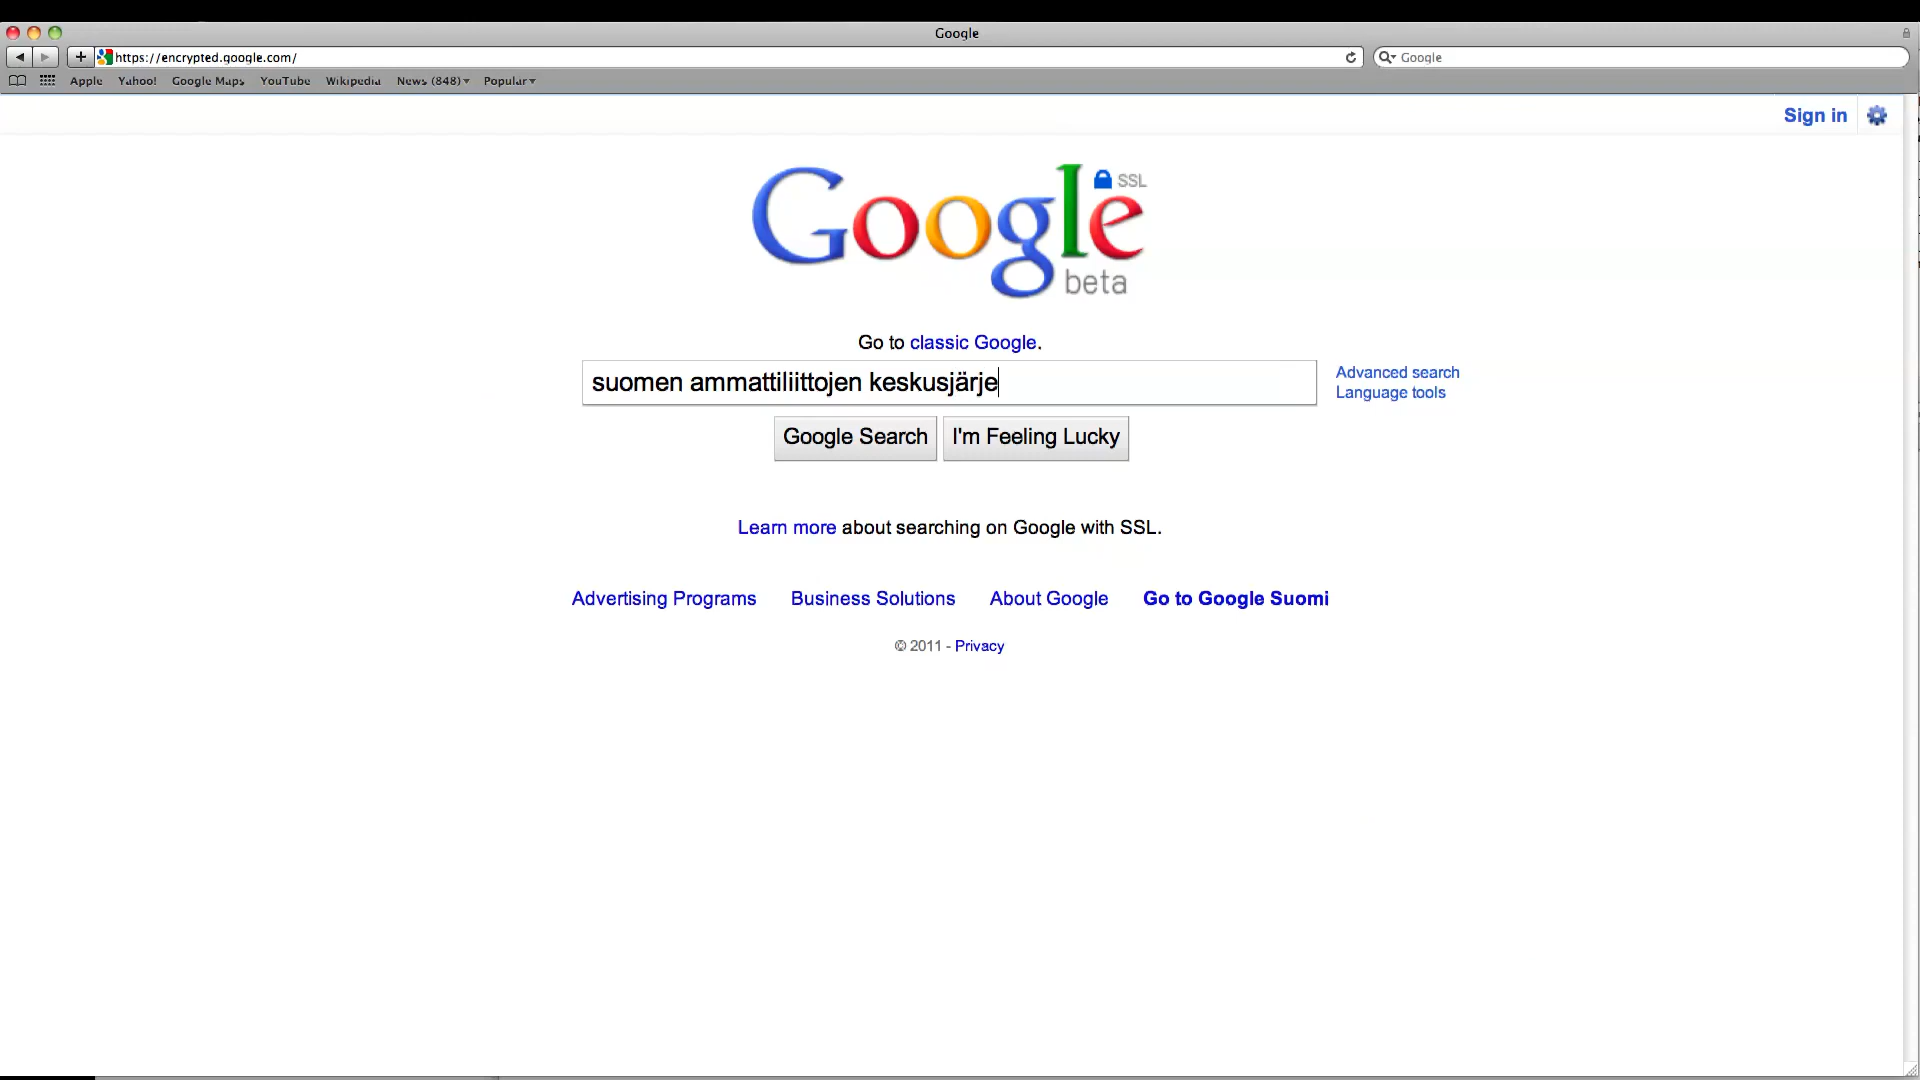 Google
https://encrypted.google.com/
Google
Apple Yahoo! Google Maps YouTube Wikipedia News (848) Popular
Sign in
Google
SSL
beta
Go to classic Google.
suomen ammattiliittojen keskusjärje
Advanced search
Language tools
Google Search I'm Feeling Lucky
Learn more about searching on Google with SSL.
Advertising Programs Business Solutions About Google Go to Google Suomi
© 2011 - Privacy